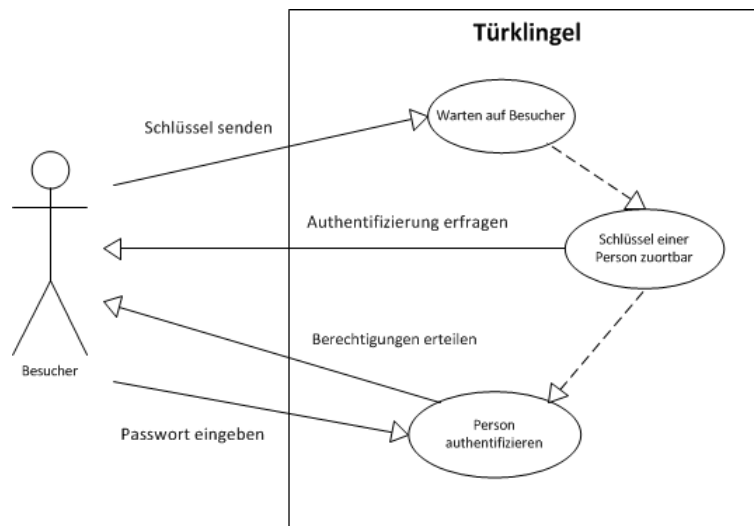 Türklingel
Warten auf Besucher
Schlüssel senden
Authentifizierung erfragen
Schlüssel einer
Person zuortbar
Berechtigungen erteilen
Besucher
Person
authentifizieren
Passwort eingeben